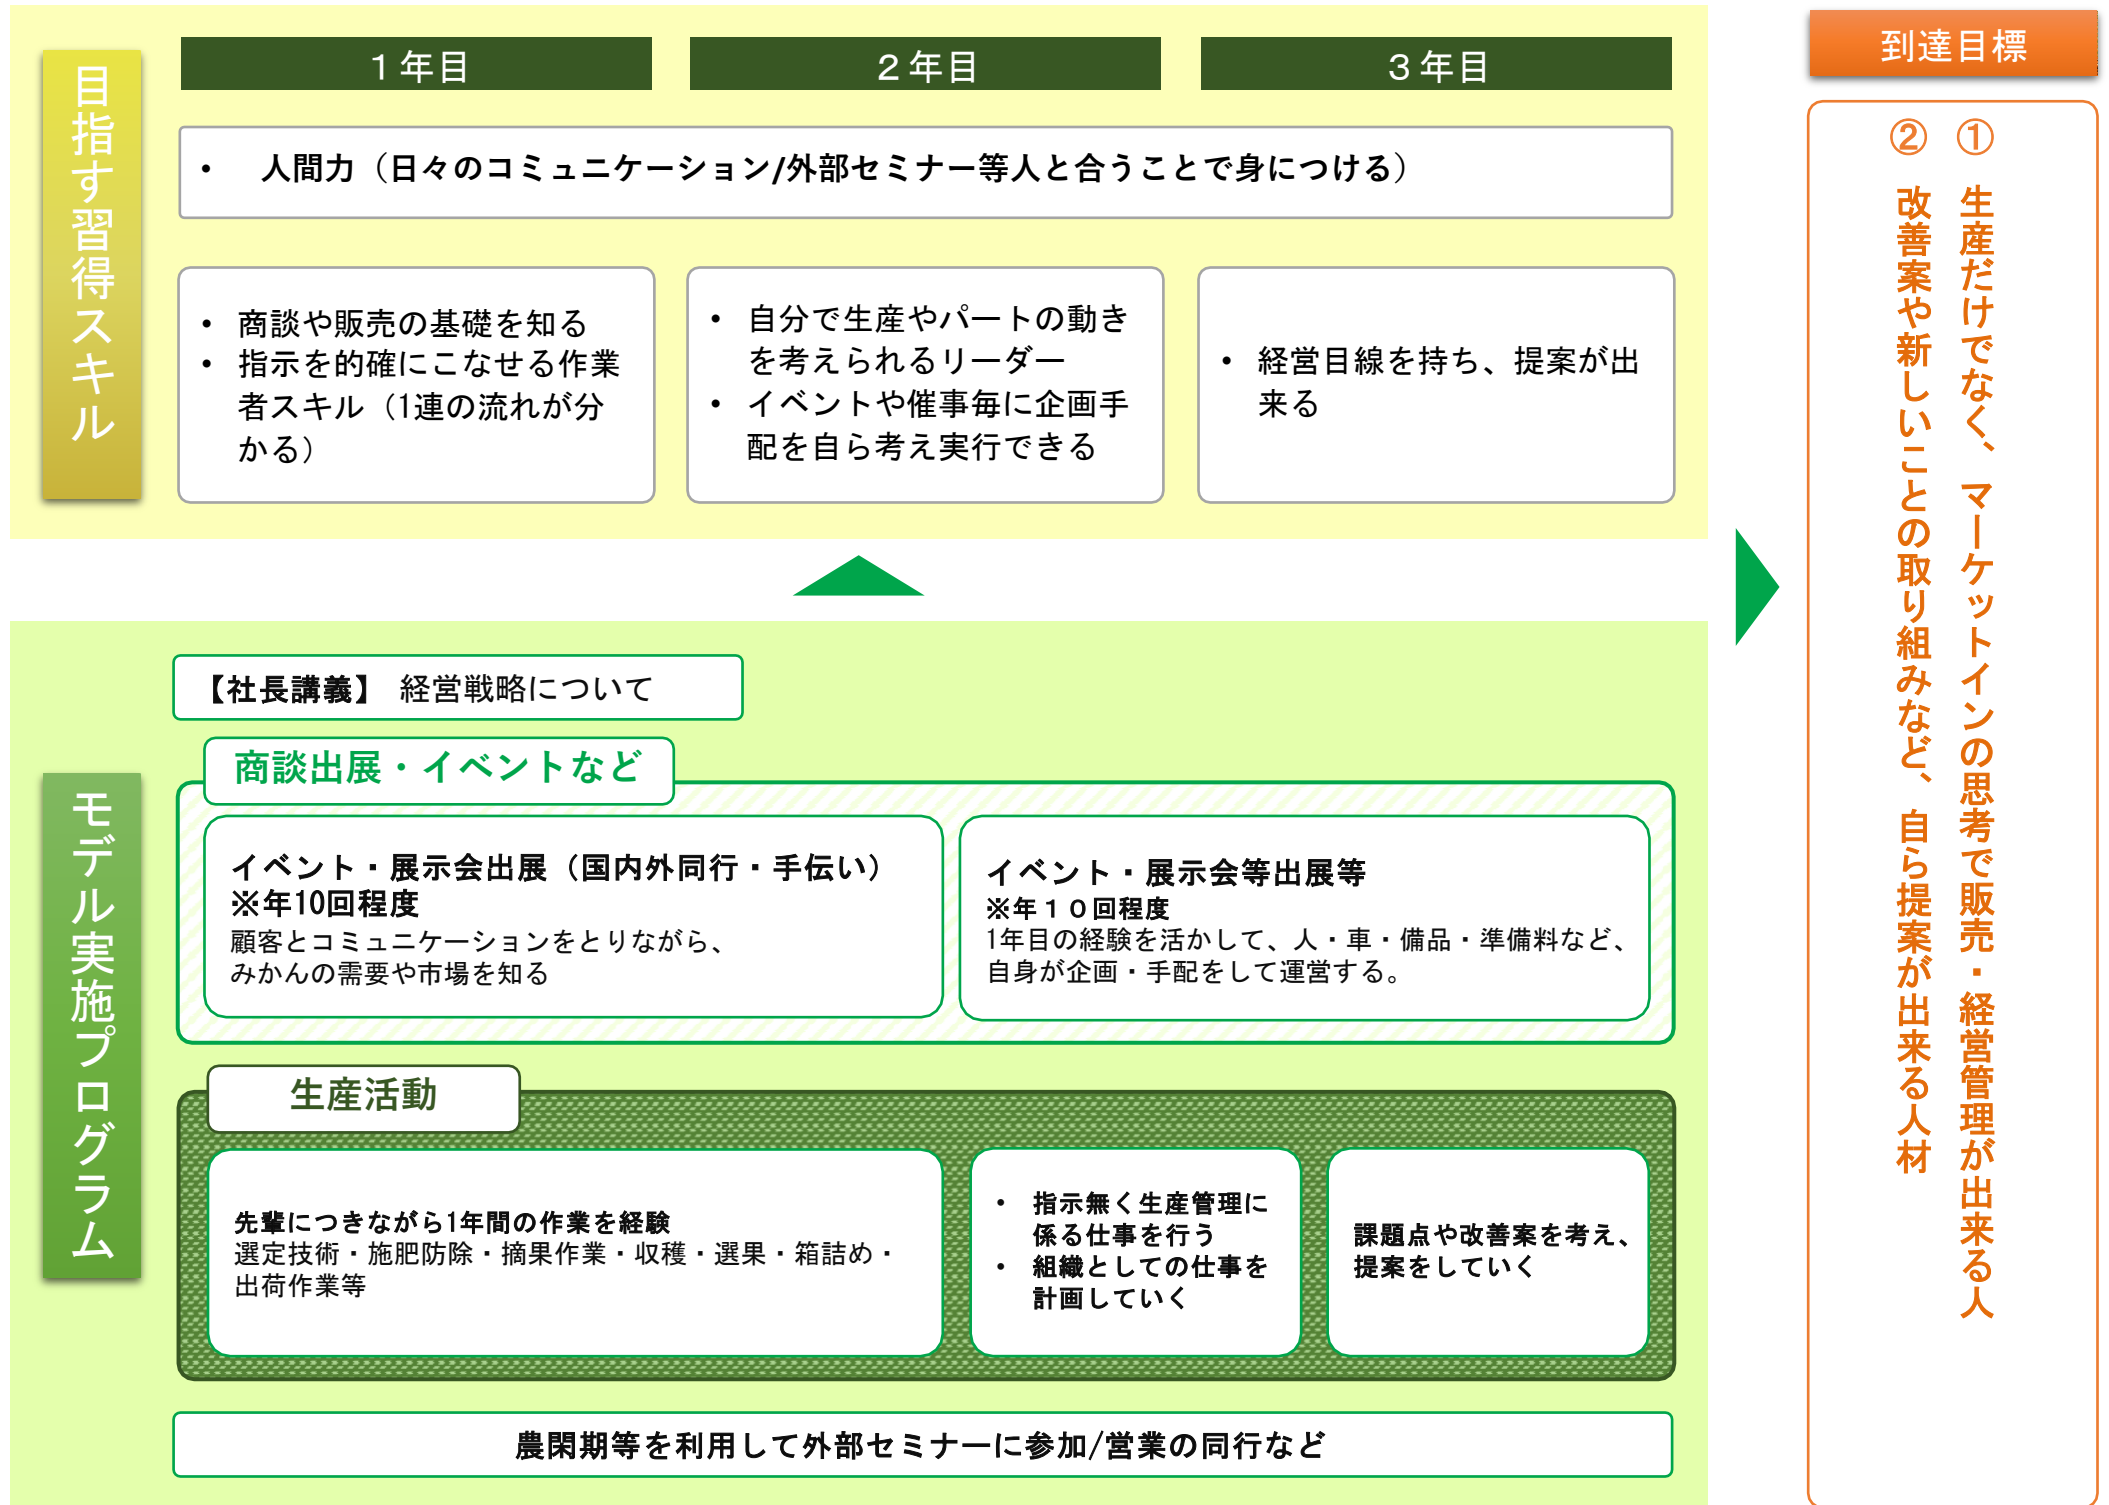 目指す習得スキル
１年目
２年目
３年目
• 人間力（日々のコミュニケーション/外部セミナー等人と合うことで身につける）
• 商談や販売の基礎を知る
• 指示を的確にこなせる作業
者スキル（1連の流れが分
かる）
• 自分で生産やパートの動き
を考えられるリーダー
• イベントや催事毎に企画手
配を自ら考え実行できる
• 経営目線を持ち、提案が出
来る
モデル実施プログラム
【社長講義】 経営戦略について
商談出展・イベントなど
イベント・展示会出展（国内外同行・手伝い）
※年10回程度
顧客とコミュニケーションをとりながら、
みかんの需要や市場を知る
イベント・展示会等出展等
※年１０回程度
1年目の経験を活かして、人・車・備品・準備料など、
自身が企画・手配をして運営する。
生産活動
先輩につきながら1年間の作業を経験
選定技術・施肥防除・摘果作業・収穫・選果・箱詰め・
出荷作業等
• 指示無く生産管理に
係る仕事を行う
• 組織としての仕事を
計画していく
課題点や改善案を考え、
提案をしていく
農閑期等を利用して外部セミナーに参加/営業の同行など
到達目標
① 生産だけでなく、マーケットインの思考で販売・経営管理が出来る人
② 改善案や新しいことの取り組みなど、自ら提案が出来る人材